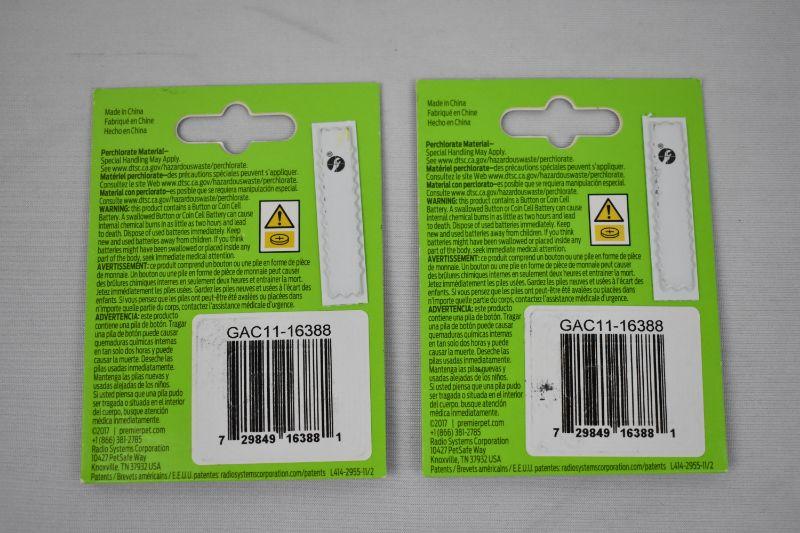 Made in China
Fabriqué en Chine
Hecho en China
Perchlorate Material–
Special Handling May Apply.
See www.dtsc.ca.gov/hazardouswaste/perchlorate.
Matériel perchlorate–des précautions spéciales peuvent s'appliquer.
Consultez le site Web www.dtsc.ca.gov/hazardouswaste/perchlorate.
Material con perclorato–es posible que se requiera manipulación especial.
Consulte www.dtsc.ca.gov/hazardouswaste/perchlorate.
WARNING: this product contains a Button or Coin Cell
Battery. A swallowed Button or Coin Cell Battery can cause
internal chemical burns in as little as two hours and lead
to death. Dispose of used batteries immediately. Keep
new and used batteries away from children. If you think
batteries might have been swallowed or placed inside any
part of the body, seek immediate medical attention.
AVERTISSEMENT: ce produit comprend un bouton ou une pile en forme de pièce
de monnaie. Un bouton ou une pile en forme de pièce de monnaie peut causer
des brûlures chimiques internes en seulement deux heures et entraîner la mort.
Jetez immédiatement les piles usées. Gardez les piles neuves et usées à l'écart des
enfants. Si vous pensez que les piles ont peut-être été avalées ou placées dans
n'importe quelle partie du corps, contactez l'assistance médicale d'urgence.
ADVERTENCIA: este producto
contiene una pila de botón. Tragar
una pila de botón puede causar
quemaduras químicas internas
en tan solo dos horas y puede
causar la muerte. Deseche las
pilas usadas inmediatamente.
Mantenga las pilas nuevas y
usadas alejadas de los niños.
Si usted piensa que una pila pudo
ser tragada o situada en el interior
del cuerpo, busque atención
médica inmediatamente.
©2017 | premierpet.com
+1 (866) 381-2785
Radio Systems Corporation
10427 PetSafe Way
Knoxville, TN 37932 USA
Patents / Brevets américains / E.E.U.U. patentes: radiosystemscorporation.com/patents L414-2955-11/2
GAC11-16388
7 29849 16388 1
Made in China
Fabriqué en Chine
Hecho en China
Perchlorate Material–
Special Handling May Apply.
See www.dtsc.ca.gov/hazardouswaste/perchlorate.
Matériel perchlorate–des précautions spéciales peuvent s'appliquer.
Consultez le site Web www.dtsc.ca.gov/hazardouswaste/perchlorate.
Material con perclorato–es posible que se requiera manipulación especial.
Consulte www.dtsc.ca.gov/hazardouswaste/perchlorate.
WARNING: this product contains a Button or Coin Cell
Battery. A swallowed Button or Coin Cell Battery can cause
internal chemical burns in as little as two hours and lead
to death. Dispose of used batteries immediately. Keep
new and used batteries away from children. If you think
batteries might have been swallowed or placed inside any
part of the body, seek immediate medical attention.
AVERTISSEMENT: ce produit comprend un bouton ou une pile en forme de pièce
de monnaie. Un bouton ou une pile en forme de pièce de monnaie peut causer
des brûlures chimiques internes en seulement deux heures et entraîner la mort.
Jetez immédiatement les piles usées. Gardez les piles neuves et usées à l'écart des
enfants. Si vous pensez que les piles ont peut-être été avalées ou placées dans
n'importe quelle partie du corps, contactez l'assistance médicale d'urgence.
ADVERTENCIA: este producto
contiene una pila de botón. Tragar
una pila de botón puede causar
quemaduras químicas internas
en tan solo dos horas y puede
causar la muerte. Deseche las
pilas usadas inmediatamente.
Mantenga las pilas nuevas y
usadas alejadas de los niños.
Si usted piensa que una pila pudo
ser tragada o situada en el interior
del cuerpo, busque atención
médica inmediatamente.
©2017 | premierpet.com
+1 (866) 381-2785
Radio Systems Corporation
10427 PetSafe Way
Knoxville, TN 37932 USA
Patents / Brevets américains / E.E.U.U. patentes: radiosystemscorporation.com/patents L414-2955-11/2
GAC11-16388
7 29849 16388 1